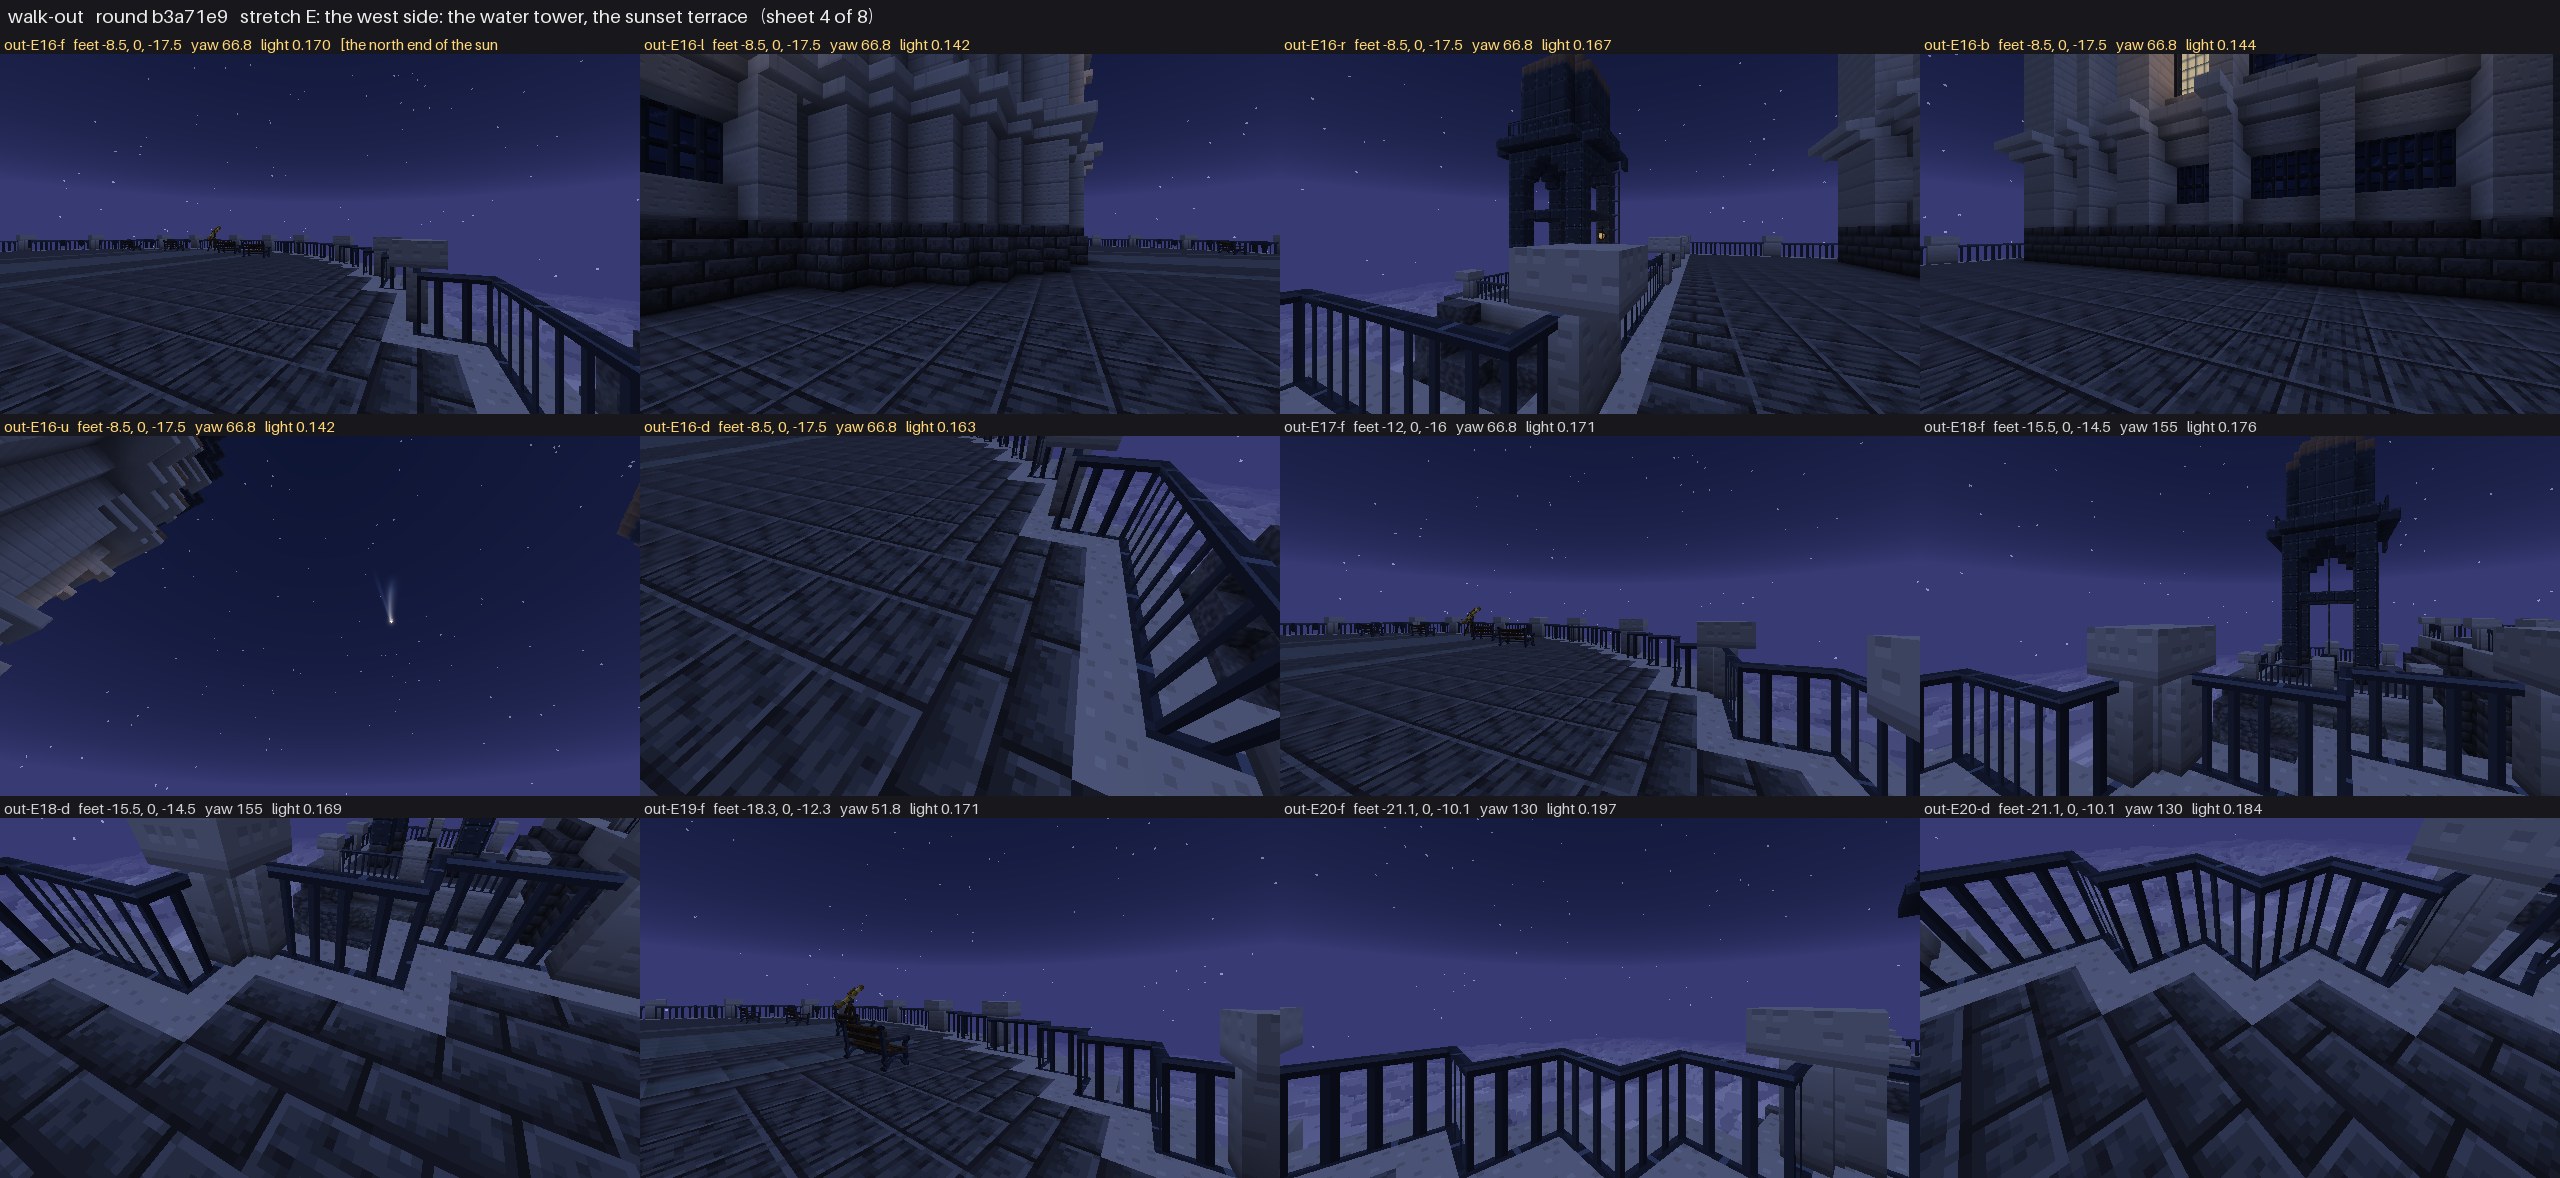 walk-out   round b3a71e9   stretch E: the west side: the water tower, the sunset terrace   (sheet 4 of 8)
out-E16-f  feet -8.5, 0, -17.5   yaw 66.8   light 0.170   [the north end of the sun
out-E16-l  feet -8.5, 0, -17.5   yaw 66.8   light 0.142
out-E16-r  feet -8.5, 0, -17.5   yaw 66.8   light 0.167
out-E16-b  feet -8.5, 0, -17.5   yaw 66.8   light 0.144
out-E16-u  feet -8.5, 0, -17.5   yaw 66.8   light 0.142
out-E16-d  feet -8.5, 0, -17.5   yaw 66.8   light 0.163
out-E17-f  feet -12, 0, -16   yaw 66.8   light 0.171
out-E18-f  feet -15.5, 0, -14.5   yaw 155   light 0.176
out-E18-d  feet -15.5, 0, -14.5   yaw 155   light 0.169
out-E19-f  feet -18.3, 0, -12.3   yaw 51.8   light 0.171
out-E20-f  feet -21.1, 0, -10.1   yaw 130   light 0.197
out-E20-d  feet -21.1, 0, -10.1   yaw 130   light 0.184